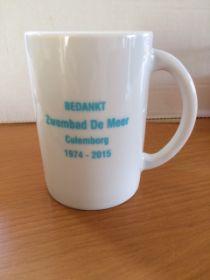 BEDANKT
Zwembad De Meer
Culemborg
1974 - 2015